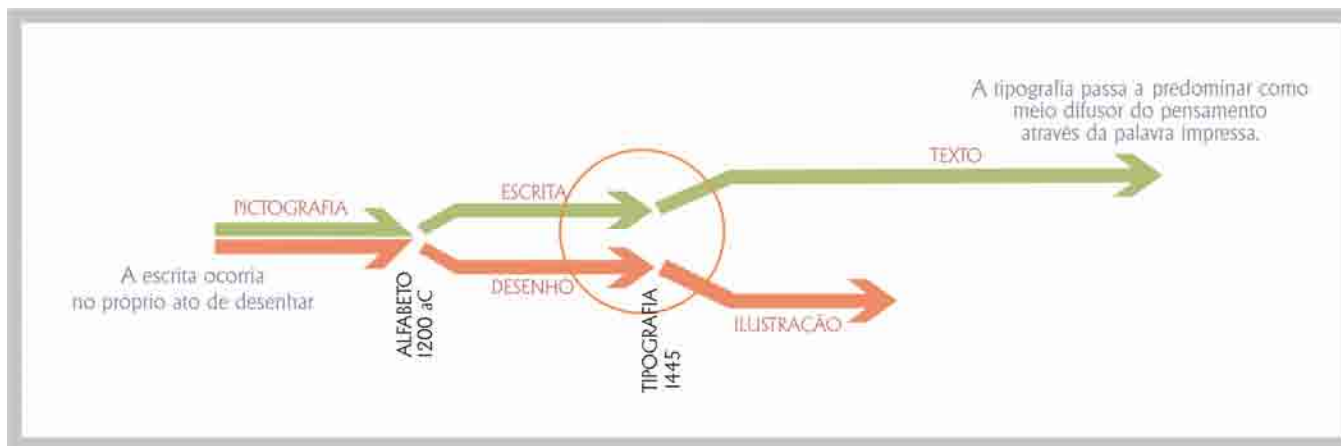 A tipografia passa a predominar como
meio difusor do pensamento
através da palavra impressa.
TEXTO
ESCRITA
PICTOGRAFIA
A escrita ocorria
no próprio ato de desenhar
DESENHO
ILUSTRAÇÃO
ALFABETO
1200 aC
TIPOGRAFIA
1445